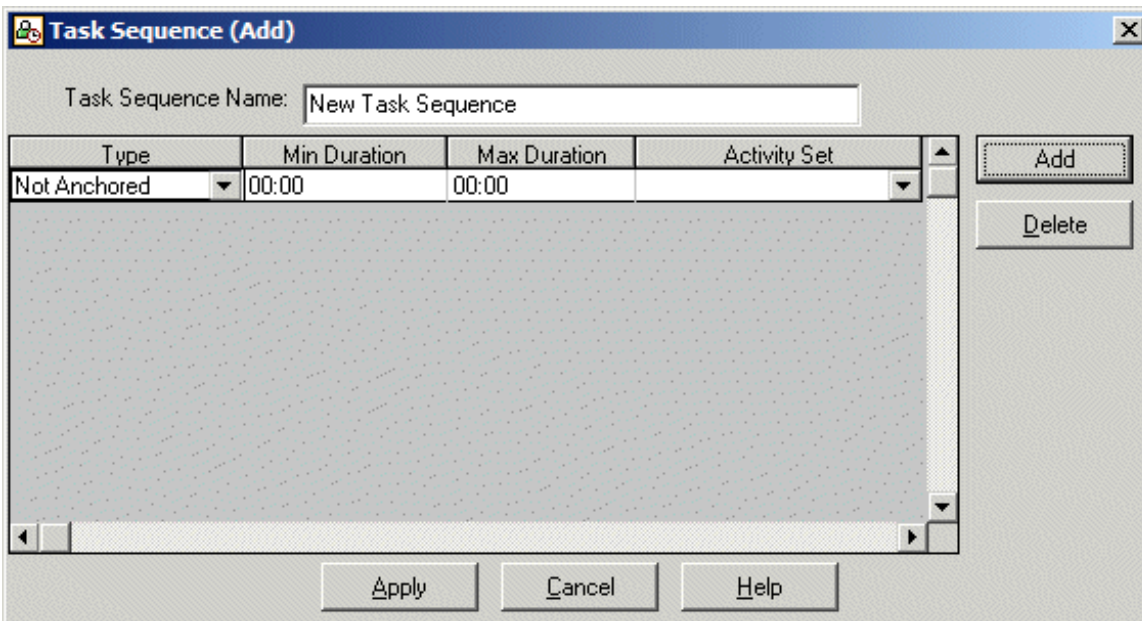 Task Sequence (Add)
Task Sequence Name: New Task Sequence
Type Min Duration Max Duration Activity Set
Not Anchored 00:00 00:00
Add
Delete
Apply Cancel Help